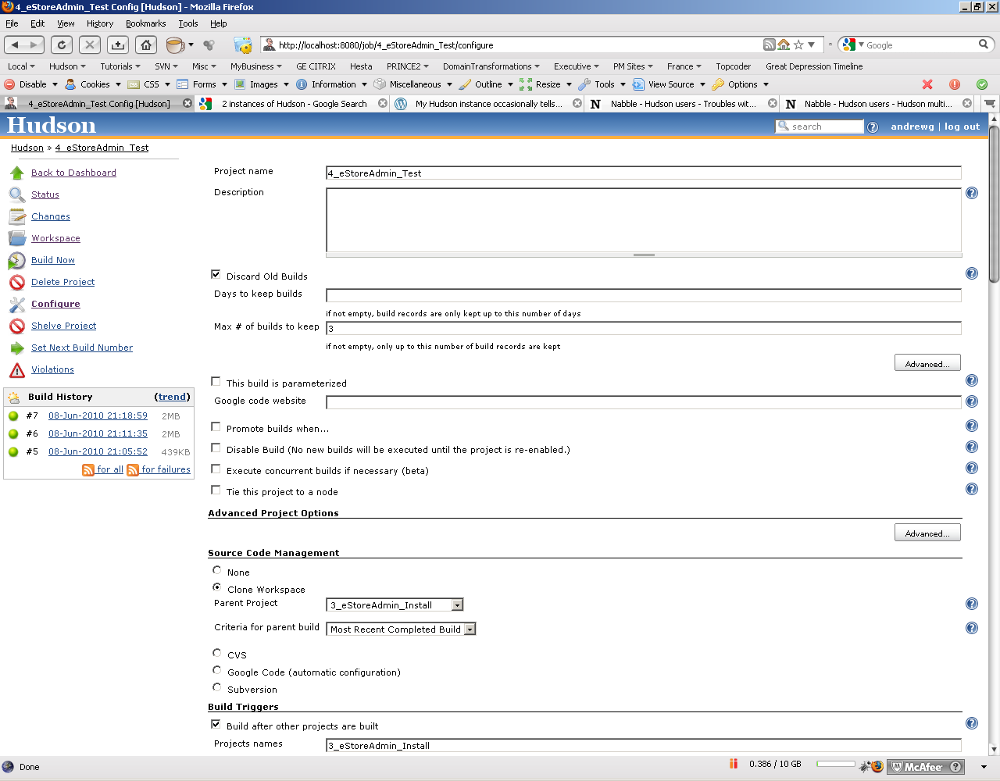 4_eStoreAdmin_Test Config [Hudson] - Mozilla Firefox
File Edit View History Bookmarks Tools Help
http://localhost:8080/job/4_eStoreAdmin_Test/configure
Google
Local Hudson Tutorials SVN Misc MyBusiness GE CITRIX Hesta PRINCE2 DomainTransformations Executive PM Sites France Topcoder Great Depression Timeline
Disable Cookies CSS Forms Images Information Miscellaneous Outline Resize Tools View Source Options
4_eStoreAdmin_Test Config [Hudson] 2 instances of Hudson - Google Search My Hudson instance occasionally tells... Nabble - Hudson users - Troubles wit... Nabble - Hudson users - Hudson multi...
Hudson
search
andrewg | log out
Hudson » 4_eStoreAdmin_Test
Back to Dashboard
Status
Changes
Workspace
Build Now
Delete Project
Configure
Shelve Project
Set Next Build Number
Violations
Build History (trend)
#7 08-Jun-2010 21:18:59 2MB
#6 08-Jun-2010 21:11:35 2MB
#5 08-Jun-2010 21:05:52 439KB
for all for failures
Project name 4_eStoreAdmin_Test
Description
Discard Old Builds
Days to keep builds
if not empty, build records are only kept up to this number of days
Max # of builds to keep 3
if not empty, only up to this number of build records are kept
Advanced...
This build is parameterized
Google code website
Promote builds when...
Disable Build (No new builds will be executed until the project is re-enabled.)
Execute concurrent builds if necessary (beta)
Tie this project to a node
Advanced Project Options
Advanced...
Source Code Management
None
Clone Workspace
Parent Project 3_eStoreAdmin_Install
Criteria for parent build Most Recent Completed Build
CVS
Google Code (automatic configuration)
Subversion
Build Triggers
Build after other projects are built
Projects names 3_eStoreAdmin_Install
Done
0.386 / 10 GB
McAfee